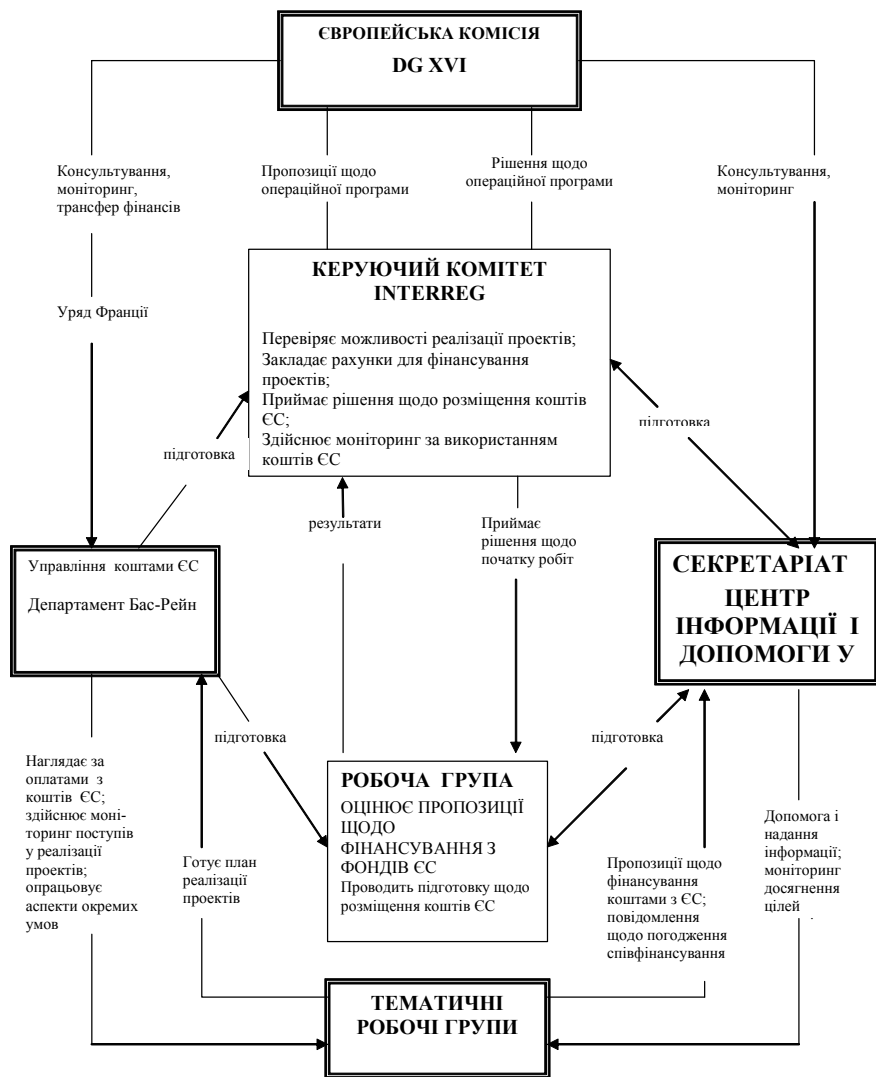 ЄВРОПЕЙСЬКА КОМІСІЯ
DG XVI
Консультування,
моніторинг,
трансфер фінансів
Пропозиції щодо
операційної програми
Рішення щодо
операційної програми
Консультування,
моніторинг
Уряд Франції
КЕРУЮЧИЙ КОМІТЕТ
INTERREG
Перевіряє можливості реалізації проектів;
Закладає рахунки для фінансування
проектів;
Приймає рішення щодо розміщення коштів
ЄС;
Здійснює моніторинг за використанням
коштів ЄС
підготовка
підготовка
результати
Приймає
рішення щодо
початку робіт
Управління коштами ЄС
Департамент Бас-Рейн
СЕКРЕТАРІАТ
ЦЕНТР
ІНФОРМАЦІЇ І
ДОПОМОГИ У
підготовка
підготовка
Наглядає за
оплатами з
коштів ЄС;
здійснює моні-
торинг поступів
у реалізації
проектів;
опрацьовує
аспекти окремих
умов
Готує план
реалізації
проектів
РОБОЧА ГРУПА
ОЦІНЮЄ ПРОПОЗИЦІЇ
ЩОДО
ФІНАНСУВАННЯ З
ФОНДІВ ЄС
Проводить підготовку щодо
розміщення коштів ЄС
Пропозиції щодо
фінансування
коштами з ЄС;
повідомлення
щодо погодження
співфінансування
Допомога і
надання
інформації;
моніторинг
досягнення
цілей
ТЕМАТИЧНІ
РОБОЧІ ГРУПИ